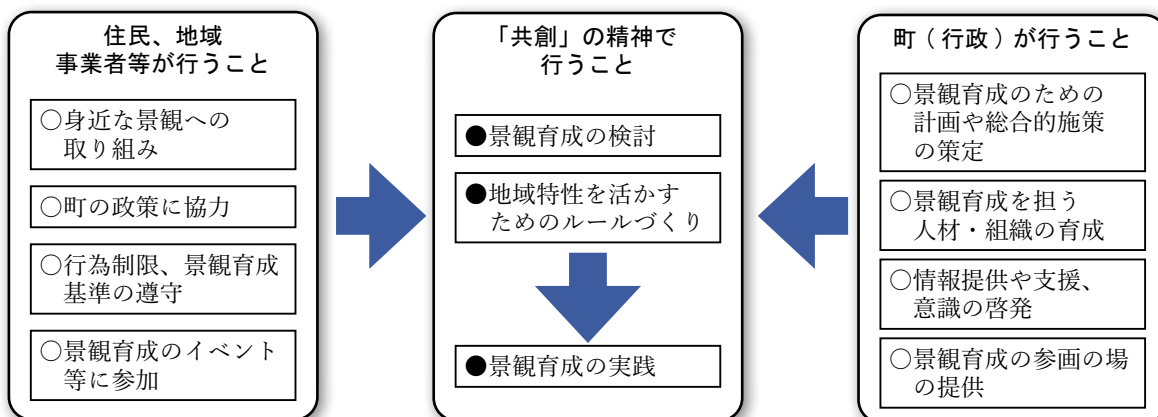 住民、地域
事業者等が行うこと
○身近な景観への
取り組み
○町の政策に協力
○行為制限、景観育成
基準の遵守
○景観育成のイベント
等に参加
「共創」の精神で
行うこと
●景観育成の検討
●地域特性を活かす
ためのルールづくり
●景観育成の実践
町（行政）が行うこと
○景観育成のための
計画や総合的施策
の策定
○景観育成を担う
人材・組織の育成
○情報提供や支援、
意識の啓発
○景観育成の参画の場
の提供